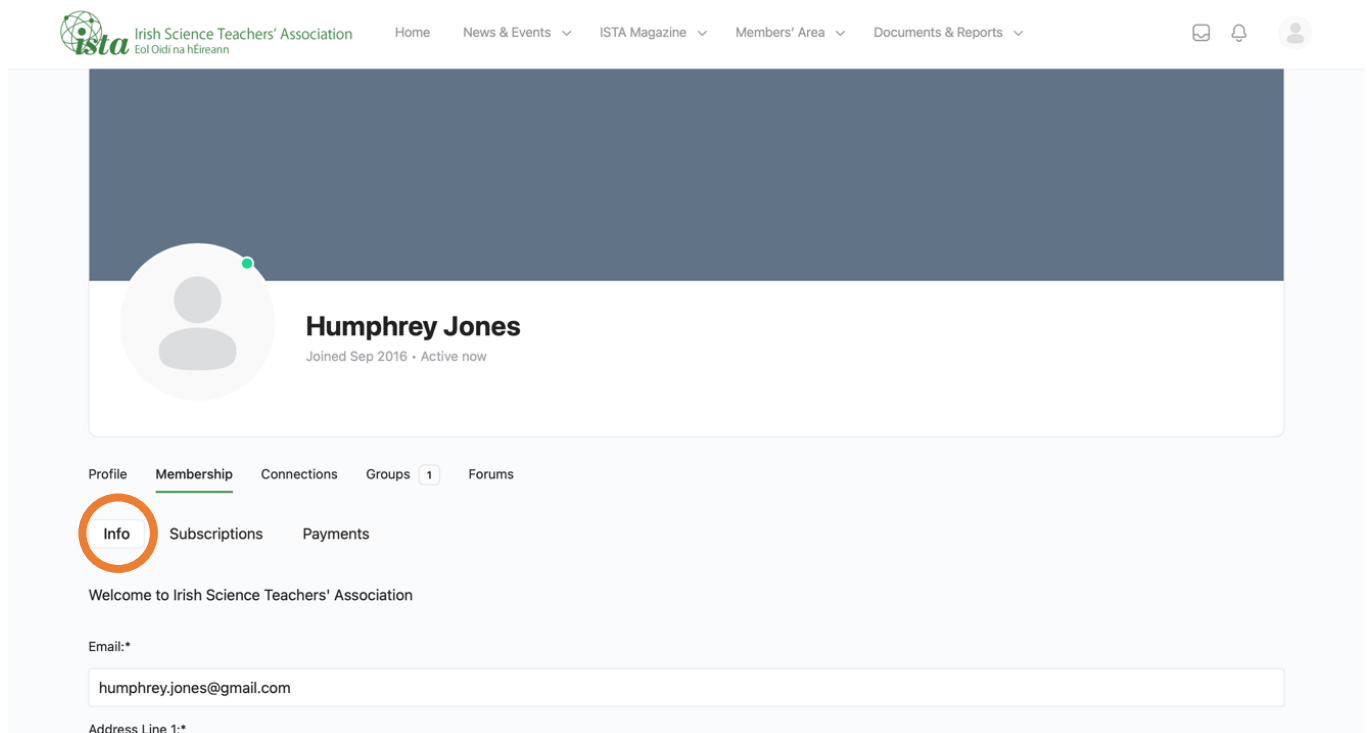 ista Irish Science Teachers' Association
Eol Oidí na hÉireann
Home News & Events ISTA Magazine Members' Area Documents & Reports
Humphrey Jones
Joined Sep 2016 • Active now
Profile Membership Connections Groups 1 Forums
Info Subscriptions Payments
Welcome to Irish Science Teachers' Association
Email:*
humphrey.jones@gmail.com
Address Line 1:*